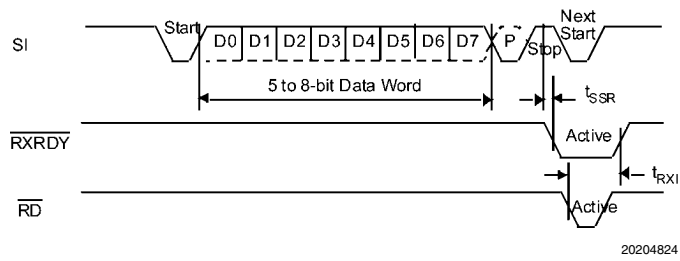 Start
Next
Start
SI
D0 D1 D2 D3 D4 D5 D6 D7 P
Stop
5 to 8-bit Data Word
tSSR
RXRDY
Active
tRXI
RD
Active
20204824